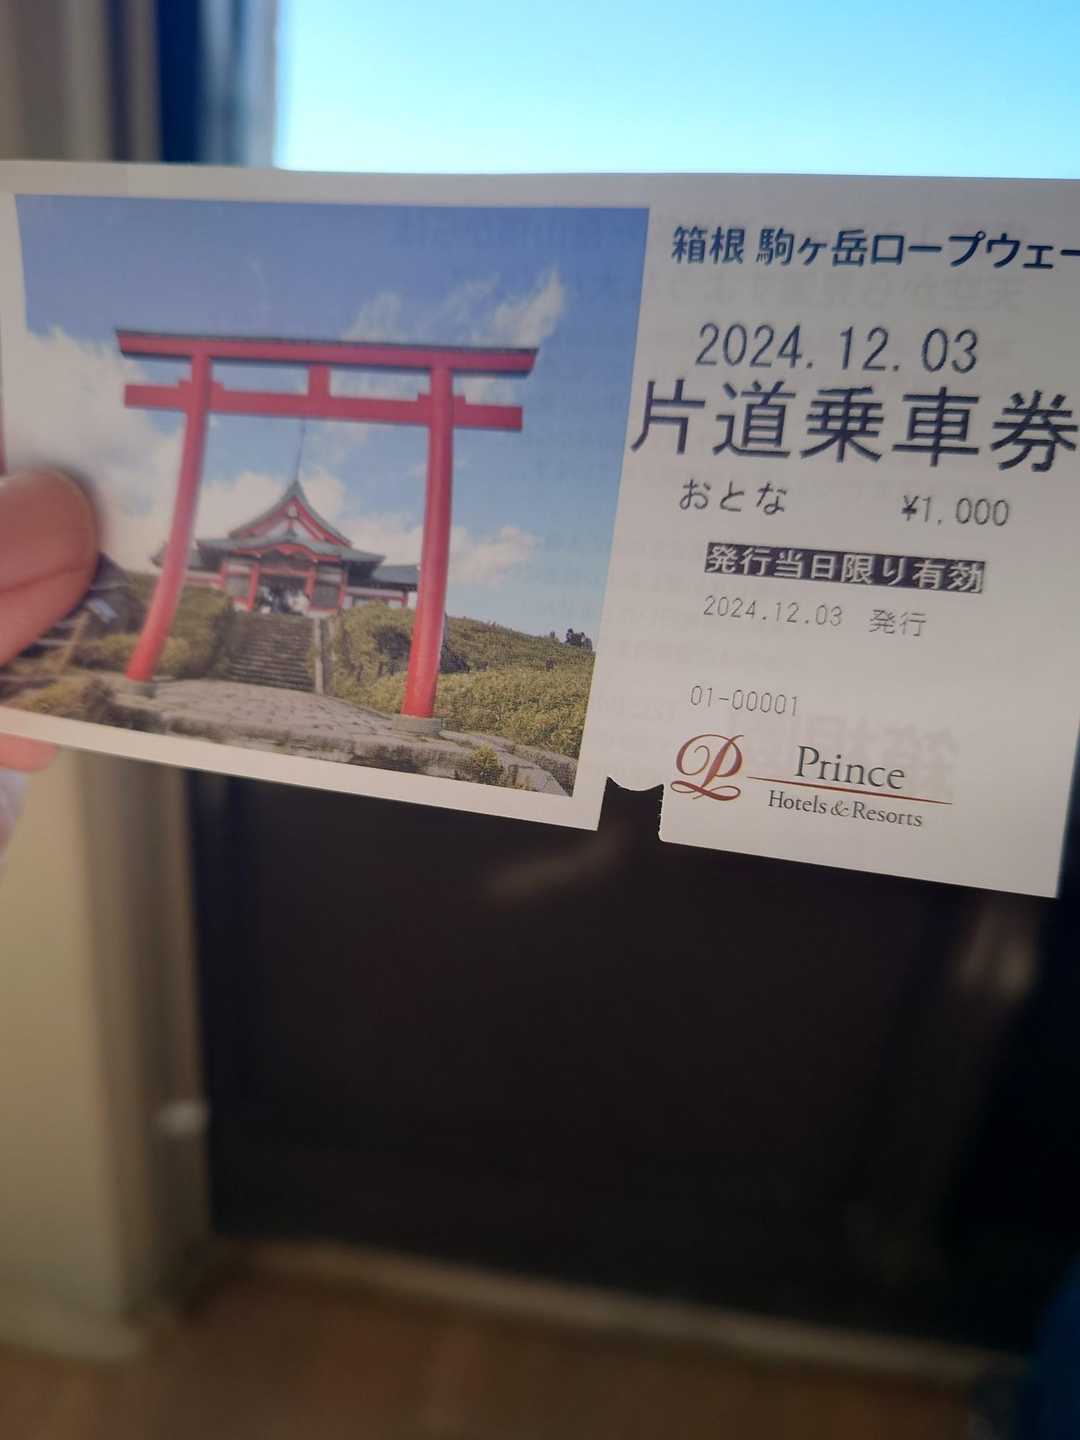 箱根 駒ヶ岳ロープウェー
2024.12.03
片道乗車券
おとな ¥1,000
発行当日限り有効
2024.12.03 発行
01-00001
Prince
Hotels & Resorts